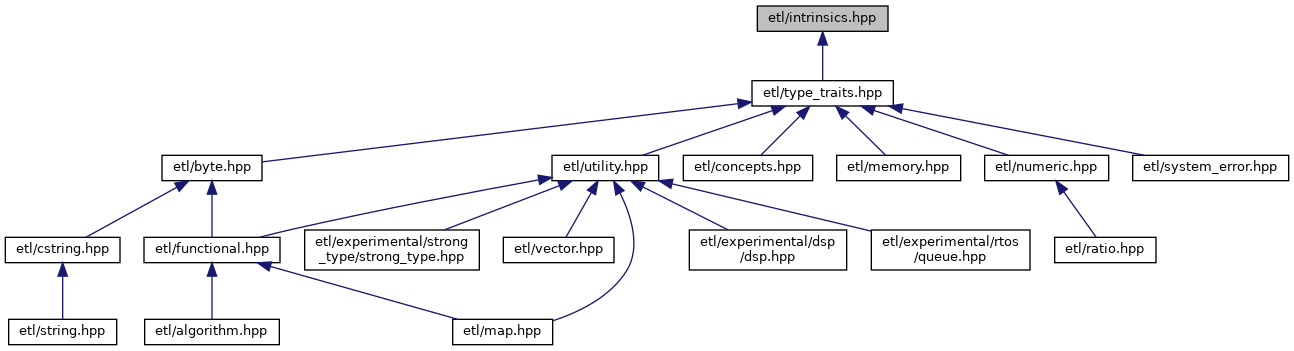 etl/intrinsics.hpp
etl/type_traits.hpp
etl/byte.hpp
etl/utility.hpp
etl/concepts.hpp
etl/memory.hpp
etl/numeric.hpp
etl/system_error.hpp
etl/cstring.hpp
etl/functional.hpp
etl/experimental/strong
_type/strong_type.hpp
etl/vector.hpp
etl/experimental/dsp
/dsp.hpp
etl/experimental/rtos
/queue.hpp
etl/ratio.hpp
etl/string.hpp
etl/algorithm.hpp
etl/map.hpp